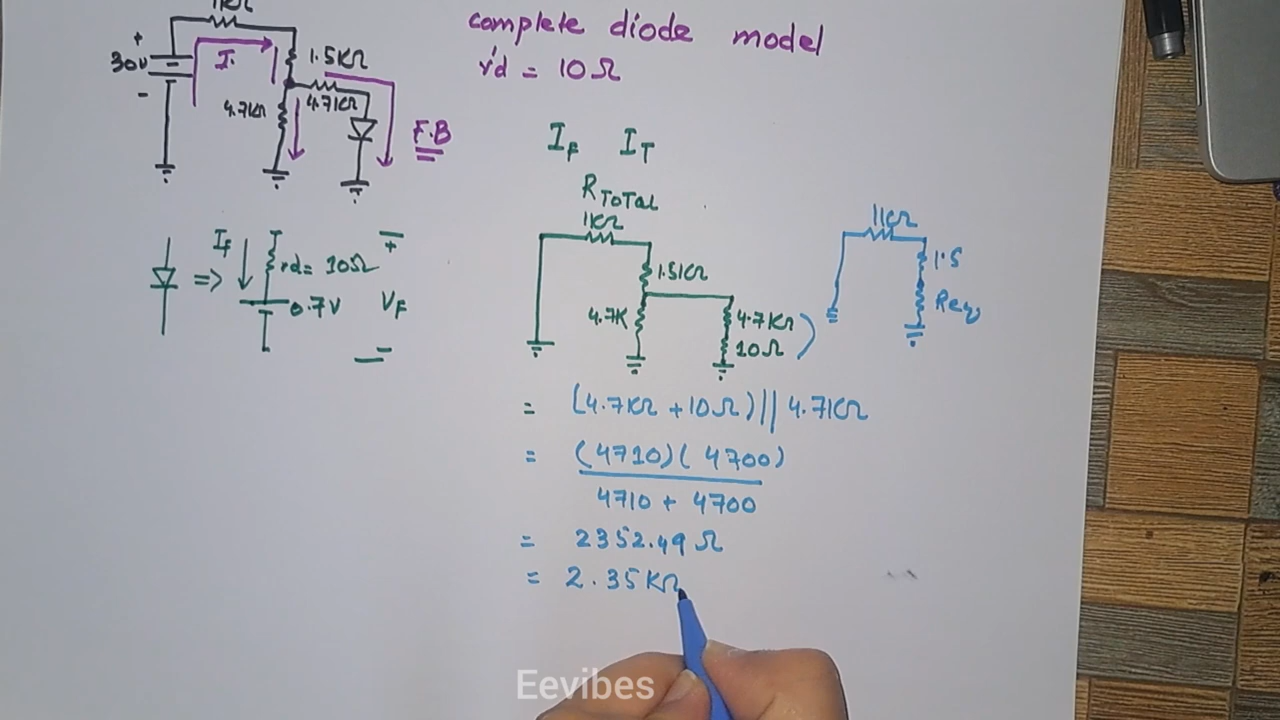 complete diode model
r'd = 10Ω
1KΩ
+
30V
-
I.
1.5KΩ
4.7KΩ
4.7KΩ
F.B
IF IT
RTOTAL
1KΩ
1.5KΩ
4.7K
4.7KΩ
10Ω
1KΩ
1.5
Req
=> IF rd= 10Ω
0.7V
+
VF
-
= (4.7KΩ + 10Ω) || 4.7KΩ
= (4710)(4700)
4710 + 4700
= 2352.49 Ω
= 2.35KΩ
Eevibes